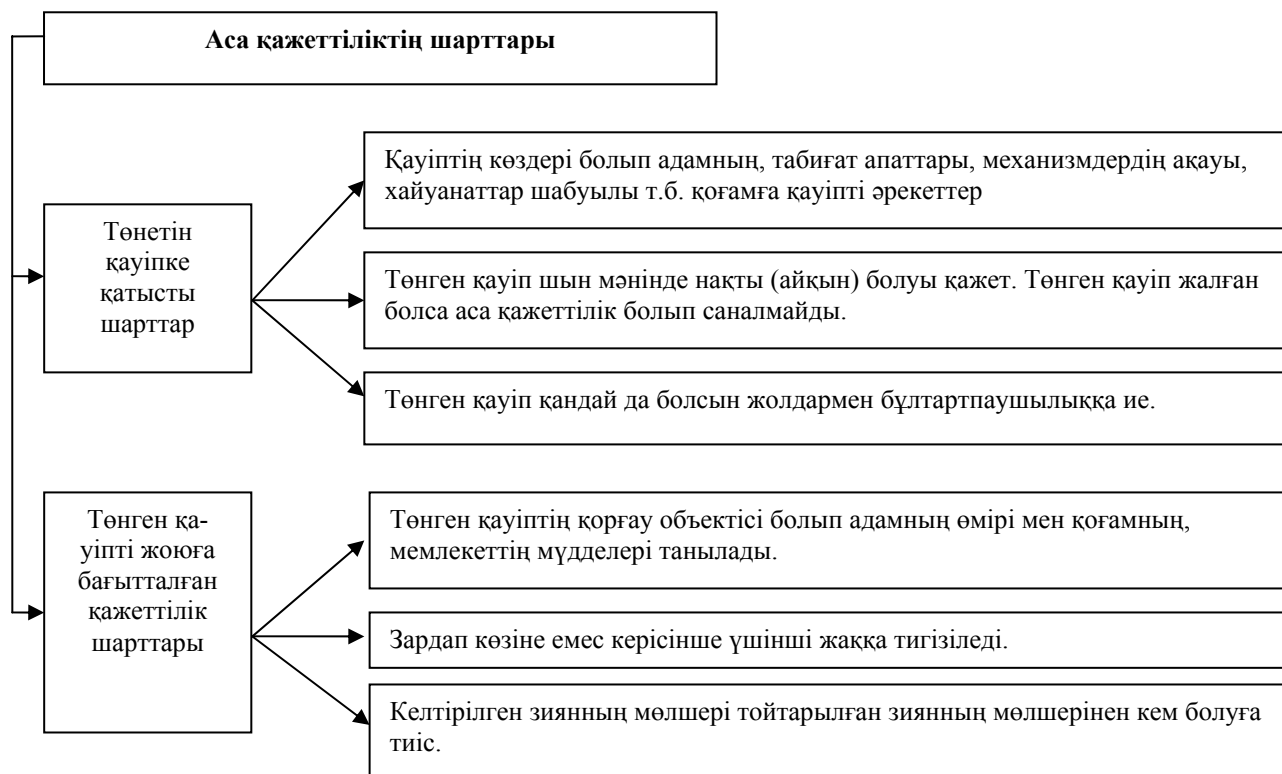 Аса қажеттіліктің шарттары
Қауіптің көздері болып адамның, табиғат апаттары, механизмдердің ақауы,
хайуанаттар шабуылы т.б. қоғамға қауіпті әрекеттер
Төнетін
қауіпке
қатысты
шарттар
Төнген қауіп шын мәнінде нақты (айқын) болуы қажет. Төнген қауіп жалған
болса аса қажеттілік болып саналмайды.
Төнген қауіп қандай да болсын жолдармен бұлтартпаушылыққа ие.
Төнген қа-
уіпті жоюға
бағытталған
қажеттілік
шарттары
Төнген қауіптің қорғау объектісі болып адамның өмірі мен қоғамның,
мемлекеттің мүдделері танылады.
Зардап көзіне емес керісінше үшінші жаққа тигізіледі.
Келтірілген зиянның мөлшері тойтарылған зиянның мөлшерінен кем болуға
тиіс.